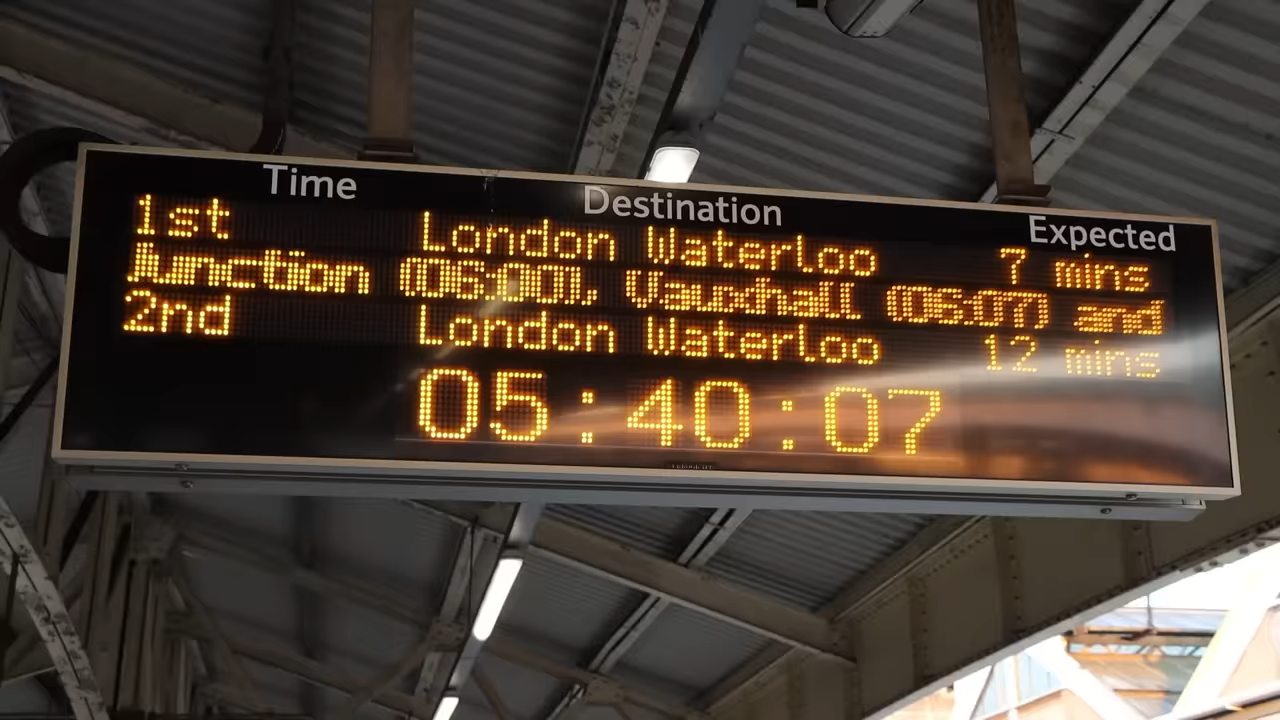 Time Destination Expected
1st London Waterloo 7 mins
Junction (06:00), Vauxhall (06:07) and
2nd London Waterloo 12 mins
05:40:07